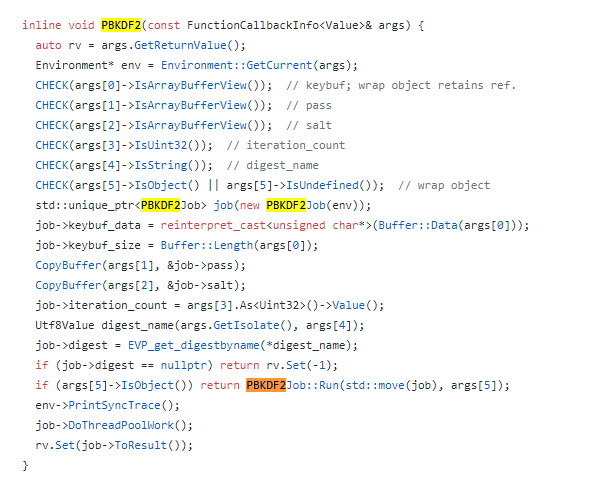 inline void PBKDF2(const FunctionCallbackInfo<Value>& args) {
  auto rv = args.GetReturnValue();
  Environment* env = Environment::GetCurrent(args);
  CHECK(args[0]->IsArrayBufferView());  // keybuf; wrap object retains ref.
  CHECK(args[1]->IsArrayBufferView());  // pass
  CHECK(args[2]->IsArrayBufferView());  // salt
  CHECK(args[3]->IsUint32());  // iteration_count
  CHECK(args[4]->IsString());  // digest_name
  CHECK(args[5]->IsObject() || args[5]->IsUndefined());  // wrap object
  std::unique_ptr<PBKDF2Job> job(new PBKDF2Job(env));
  job->keybuf_data = reinterpret_cast<unsigned char*>(Buffer::Data(args[0]));
  job->keybuf_size = Buffer::Length(args[0]);
  CopyBuffer(args[1], &job->pass);
  CopyBuffer(args[2], &job->salt);
  job->iteration_count = args[3].As<Uint32>()->Value();
  Utf8Value digest_name(args.GetIsolate(), args[4]);
  job->digest = EVP_get_digestbyname(*digest_name);
  if (job->digest == nullptr) return rv.Set(-1);
  if (args[5]->IsObject()) return PBKDF2Job::Run(std::move(job), args[5]);
  env->PrintSyncTrace();
  job->DoThreadPoolWork();
  rv.Set(job->ToResult());
}